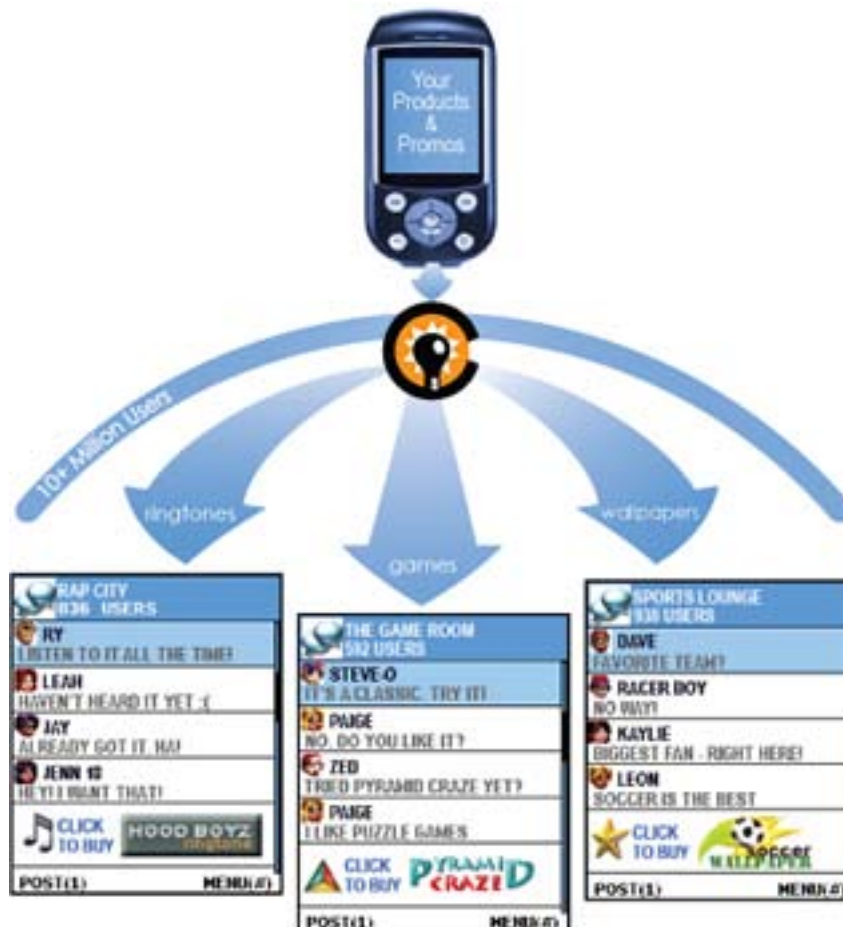 Your
Products
&
Promos
10+ Million Users
ringtones
games
wallpapers
RAP CITY
836 USERS
RY
LISTEN TO IT ALL THE TIME!
LEAH
HAVEN'T HEARD IT YET :(
JAY
ALREADY GOT IT. HA!
JENN 18
HEY! I WANT THAT!
CLICK
TO BUY
HOOD BOYZ
ringtone
POST(1) MENU(#)
THE GAME ROOM
592 USERS
STEVE-O
IT'S A CLASSIC. TRY IT!
PAIGE
NO. DO YOU LIKE IT?
ZED
TRIED PYRAMID CRAZE YET?
PAIGE
I LIKE PUZZLE GAMES
CLICK
TO BUY
PYRAMID
CRAZE
POST(1) MENU(#)
SPORTS LOUNGE
USERS
DAVE
FAVORITE TEAM?
RACER BOY
NO WAY!
KAYLIE
BIGGEST FAN - RIGHT HERE!
LEON
SOCCER IS THE BEST
CLICK
TO BUY
Soccer
WALLPAPER
POST(1) MENU(#)